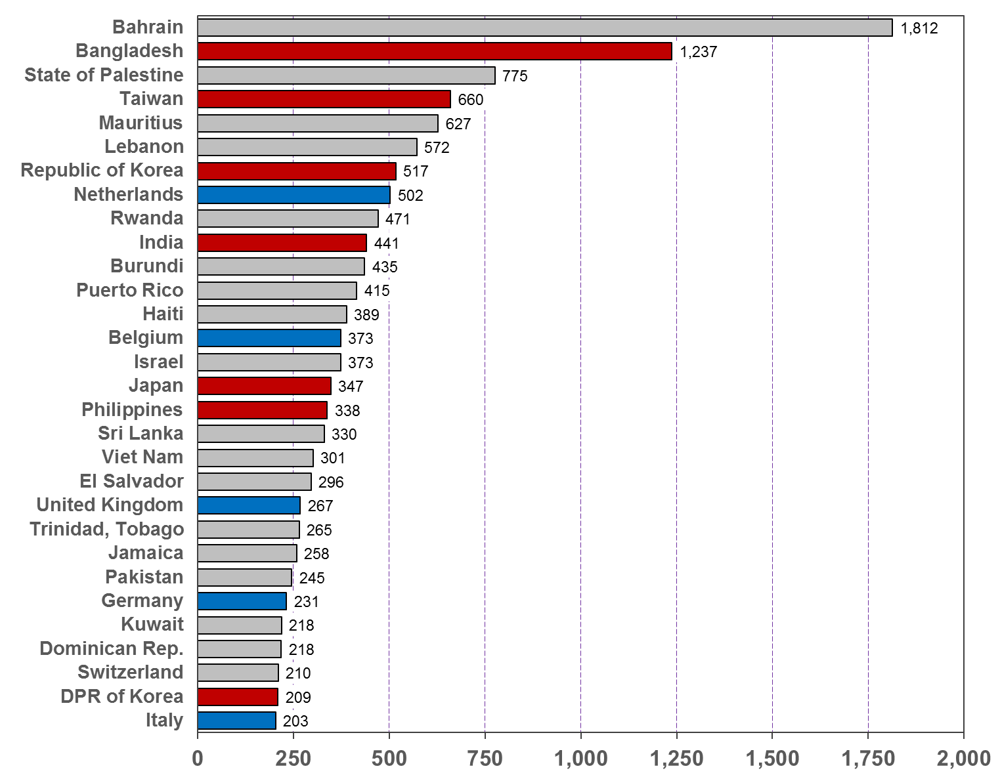 Bahrain 1,812
Bangladesh 1,237
State of Palestine 775
Taiwan 660
Mauritius 627
Lebanon 572
Republic of Korea 517
Netherlands 502
Rwanda 471
India 441
Burundi 435
Puerto Rico 415
Haiti 389
Belgium 373
Israel 373
Japan 347
Philippines 338
Sri Lanka 330
Viet Nam 301
El Salvador 296
United Kingdom 267
Trinidad, Tobago 265
Jamaica 258
Pakistan 245
Germany 231
Kuwait 218
Dominican Rep. 218
Switzerland 210
DPR of Korea 209
Italy 203
0 250 500 750 1,000 1,250 1,500 1,750 2,000